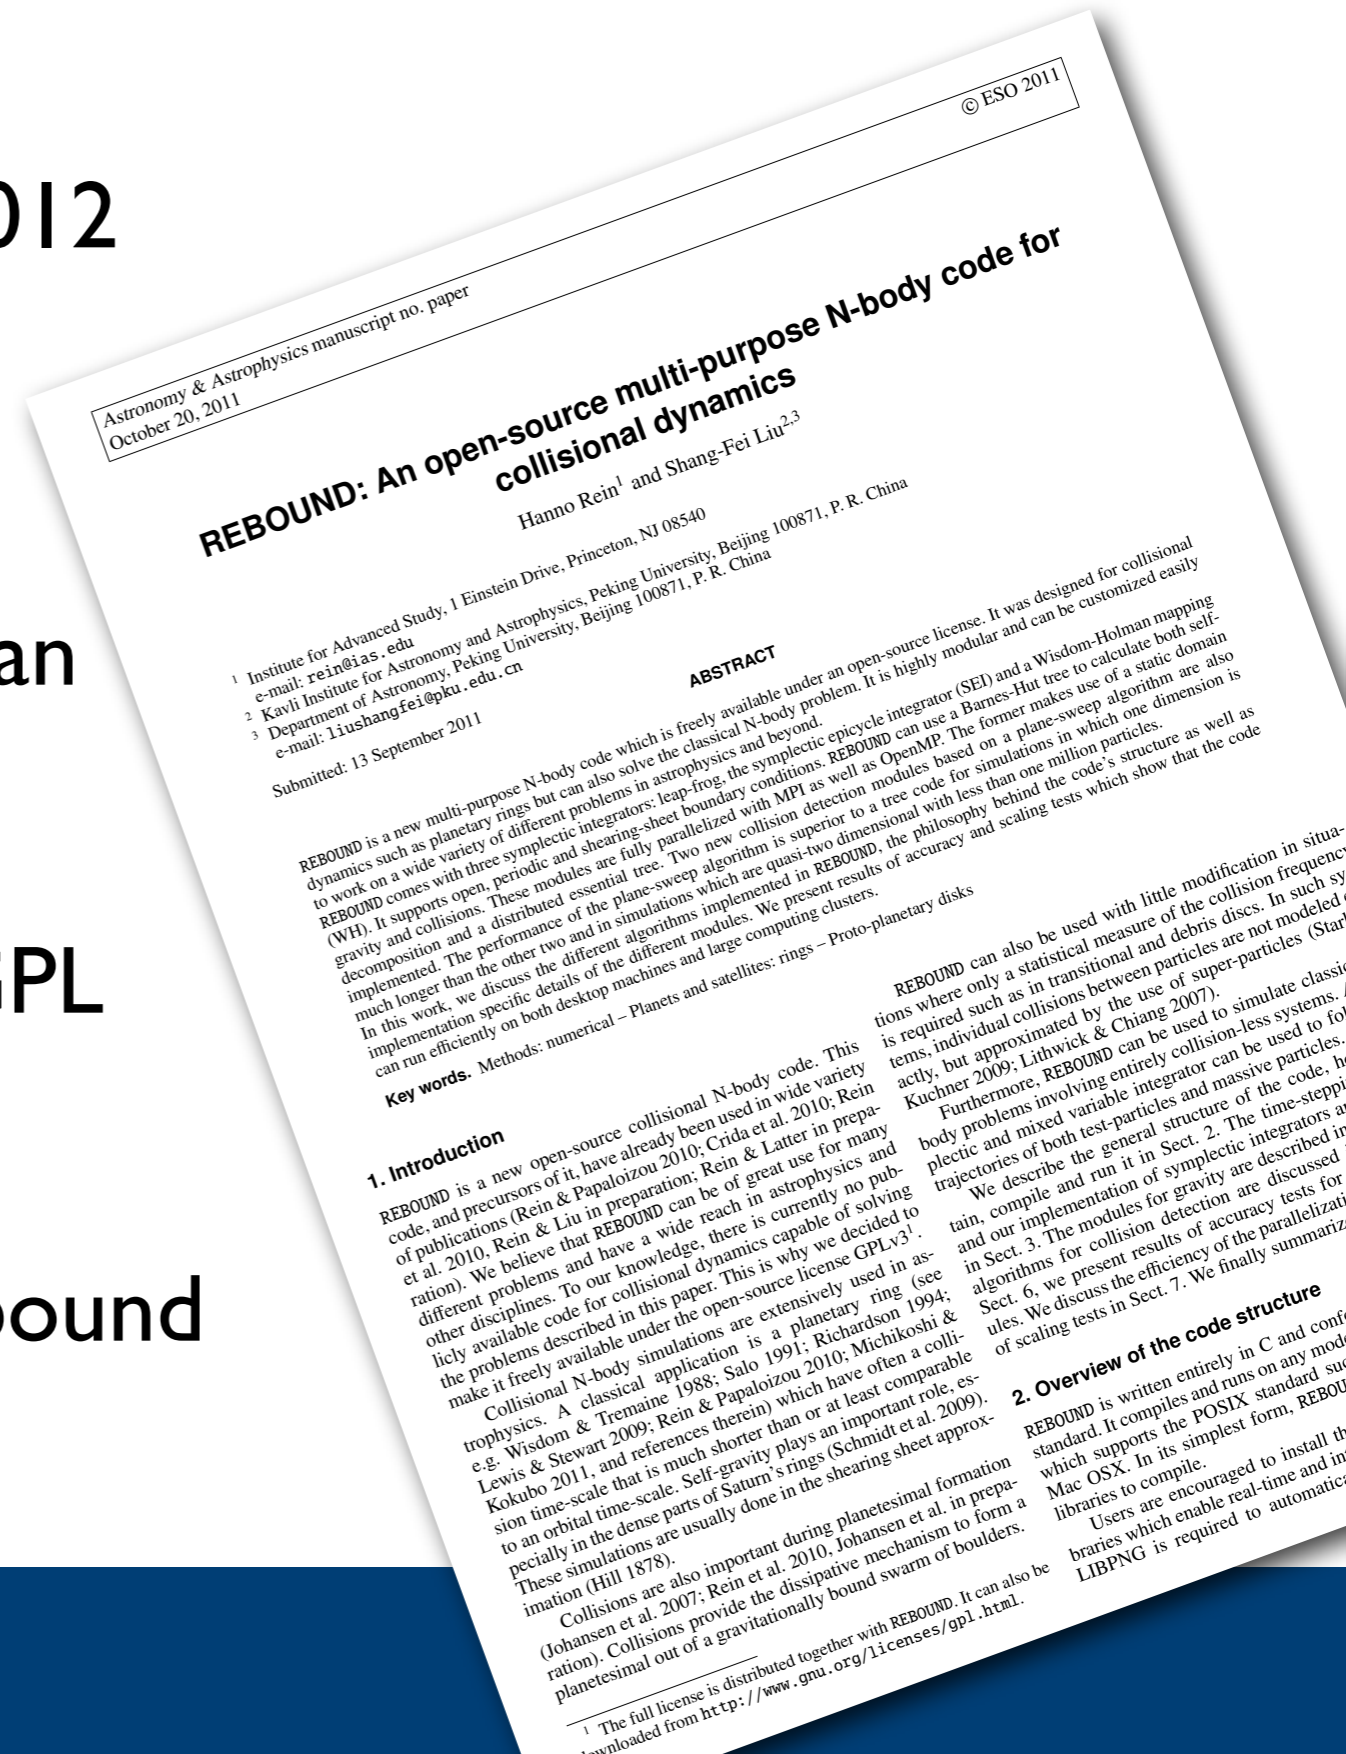 012
an
GPL
bound
© ESO 2011
Astronomy & Astrophysics manuscript no. paper
October 20, 2011
REBOUND: An open-source multi-purpose N-body code for
collisional dynamics
Hanno Rein1 and Shang-Fei Liu2,3
1 Institute for Advanced Study, 1 Einstein Drive, Princeton, NJ 08540
e-mail: rein@ias.edu
2 Kavli Institute for Astronomy and Astrophysics, Peking University, Beijing 100871, P. R. China
3 Department of Astronomy, Peking University, Beijing 100871, P. R. China
e-mail: liushangfei@pku.edu.cn
Submitted: 13 September 2011
ABSTRACT
REBOUND is a new multi-purpose N-body code which is freely available under an open-source license. It was designed for collisional
dynamics such as planetary rings but can also solve the classical N-body problem. It is highly modular and can be customized easily
to work on a wide variety of different problems in astrophysics and beyond.
REBOUND comes with three symplectic integrators: leap-frog, the symplectic epicycle integrator (SEI) and a Wisdom-Holman mapping
(WH). It supports open, periodic and shearing-sheet boundary conditions. REBOUND can use a Barnes-Hut tree to calculate both self-
gravity and collisions. These modules are fully parallelized with MPI as well as OpenMP. The former makes use of a static domain
decomposition and a distributed essential tree. Two new collision detection modules based on a plane-sweep algorithm are also
implemented. The performance of the plane-sweep algorithm is superior to a tree code for simulations in which one dimension is
much longer than the other two and in simulations which are quasi-two dimensional with less than one million particles.
In this work, we discuss the different algorithms implemented in REBOUND, the philosophy behind the code's structure as well as
implementation specific details of the different modules. We present results of accuracy and scaling tests which show that the code
can run efficiently on both desktop machines and large computing clusters.
Key words. Methods: numerical – Planets and satellites: rings – Proto-planetary disks
1. Introduction
REBOUND is a new open-source collisional N-body code. This
code, and precursors of it, have already been used in wide variety
of publications (Rein & Papaloizou 2010; Crida et al. 2010; Rein
et al. 2010, Rein & Liu in preparation; Rein & Latter in prepa-
ration). We believe that REBOUND can be of great use for many
different problems and have a wide reach in astrophysics and
other disciplines. To our knowledge, there is currently no pub-
licly available code for collisional dynamics capable of solving
the problems described in this paper. This is why we decided to
make it freely available under the open-source license GPLv31.
Collisional N-body simulations are extensively used in as-
trophysics. A classical application is a planetary ring (see
e.g. Wisdom & Tremaine 1988; Salo 1991; Richardson 1994;
Lewis & Stewart 2009; Rein & Papaloizou 2010; Michikoshi &
Kokubo 2011, and references therein) which have often a colli-
sion time-scale that is much shorter than or at least comparable
to an orbital time-scale. Self-gravity plays an important role, es-
pecially in the dense parts of Saturn's rings (Schmidt et al. 2009).
These simulations are usually done in the shearing sheet approx-
imation (Hill 1878).
Collisions are also important during planetesimal formation
(Johansen et al. 2007; Rein et al. 2010, Johansen et al. in prepa-
ration). Collisions provide the dissipative mechanism to form a
planetesimal out of a gravitationally bound swarm of boulders.
1 The full license is distributed together with REBOUND. It can also be
downloaded from http://www.gnu.org/licenses/gpl.html.
REBOUND can also be used with little modification in situa-
tions where only a statistical measure of the collision frequency
is required such as in transitional and debris discs. In such sy
tems, individual collisions between particles are not modeled e
actly, but approximated by the use of super-particles (Star
Kuchner 2009; Lithwick & Chiang 2007).
Furthermore, REBOUND can be used to simulate classic
body problems involving entirely collision-less systems. A
plectic and mixed variable integrator can be used to fol
trajectories of both test-particles and massive particles.
We describe the general structure of the code, h
tain, compile and run it in Sect. 2. The time-steppi
and our implementation of symplectic integrators a
in Sect. 3. The modules for gravity are described in
algorithms for collision detection are discussed
Sect. 6, we present results of accuracy tests for
ules. We discuss the efficiency of the parallelizati
of scaling tests in Sect. 7. We finally summariz
2. Overview of the code structure
REBOUND is written entirely in C and confo
standard. It compiles and runs on any mode
which supports the POSIX standard suc
Mac OSX. In its simplest form, REBOU
libraries to compile.
Users are encouraged to install th
braries which enable real-time and in
LIBPNG is required to automatica